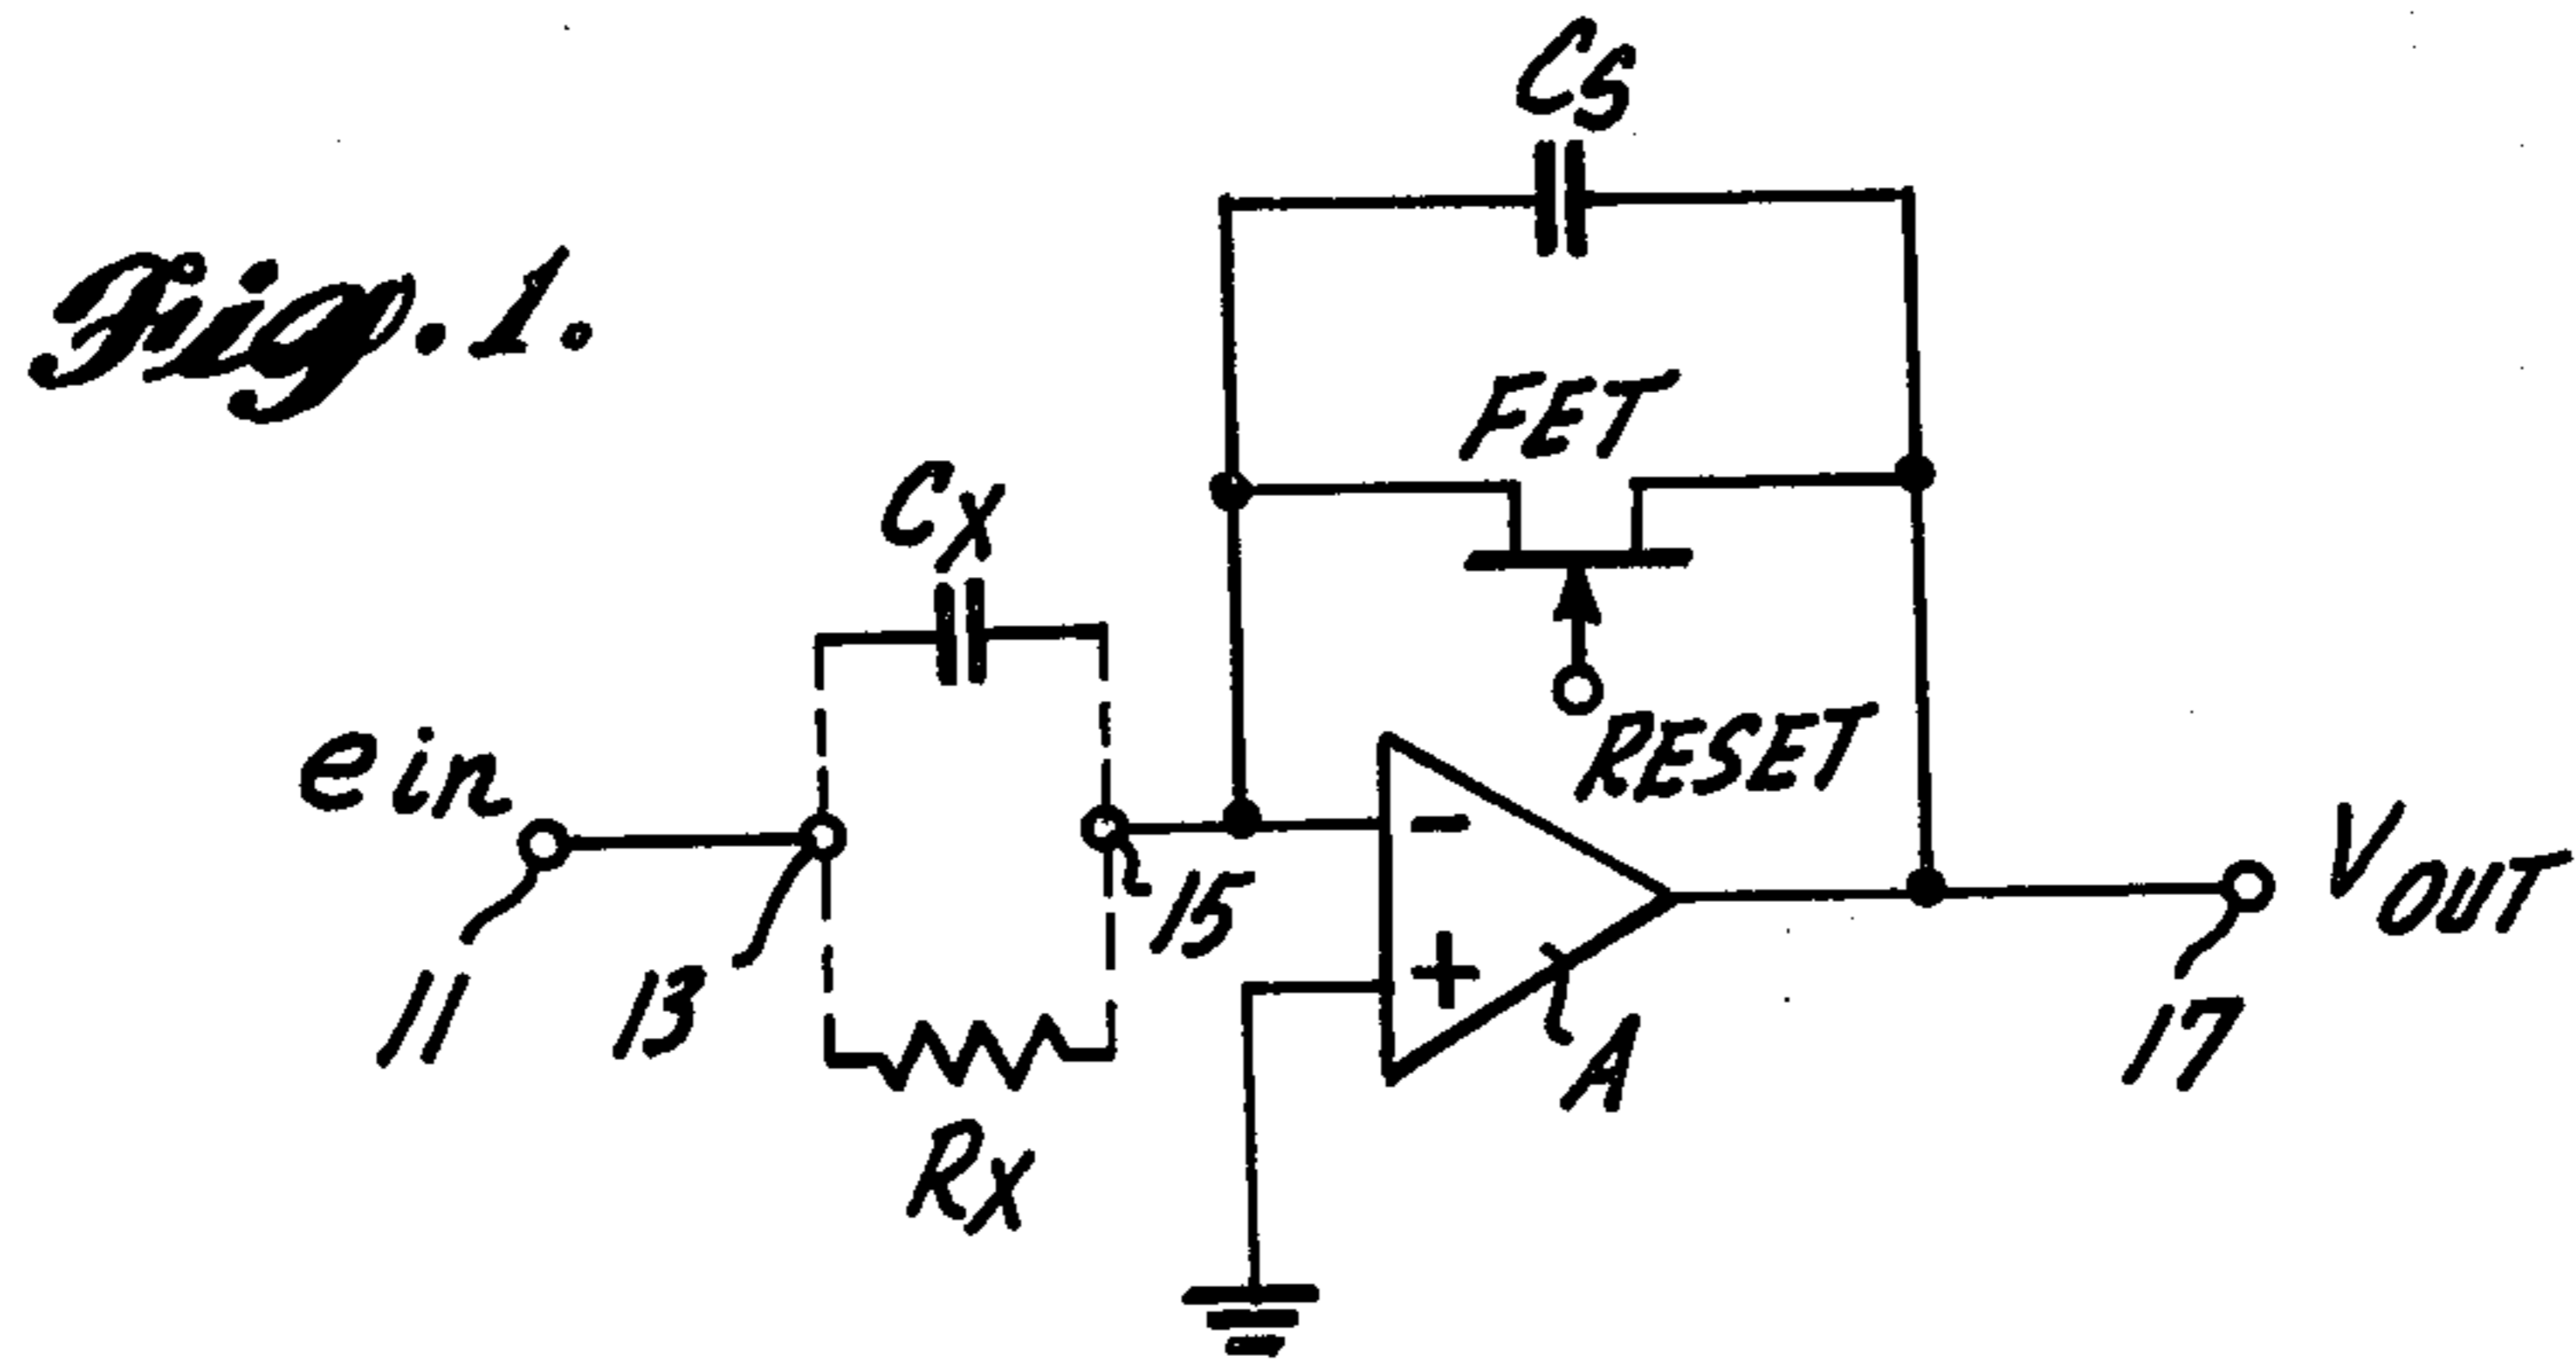 Fig. 1.
CS
FET
CX
RESET
ein
VOUT
15
11
13
A
17
RX
-
+